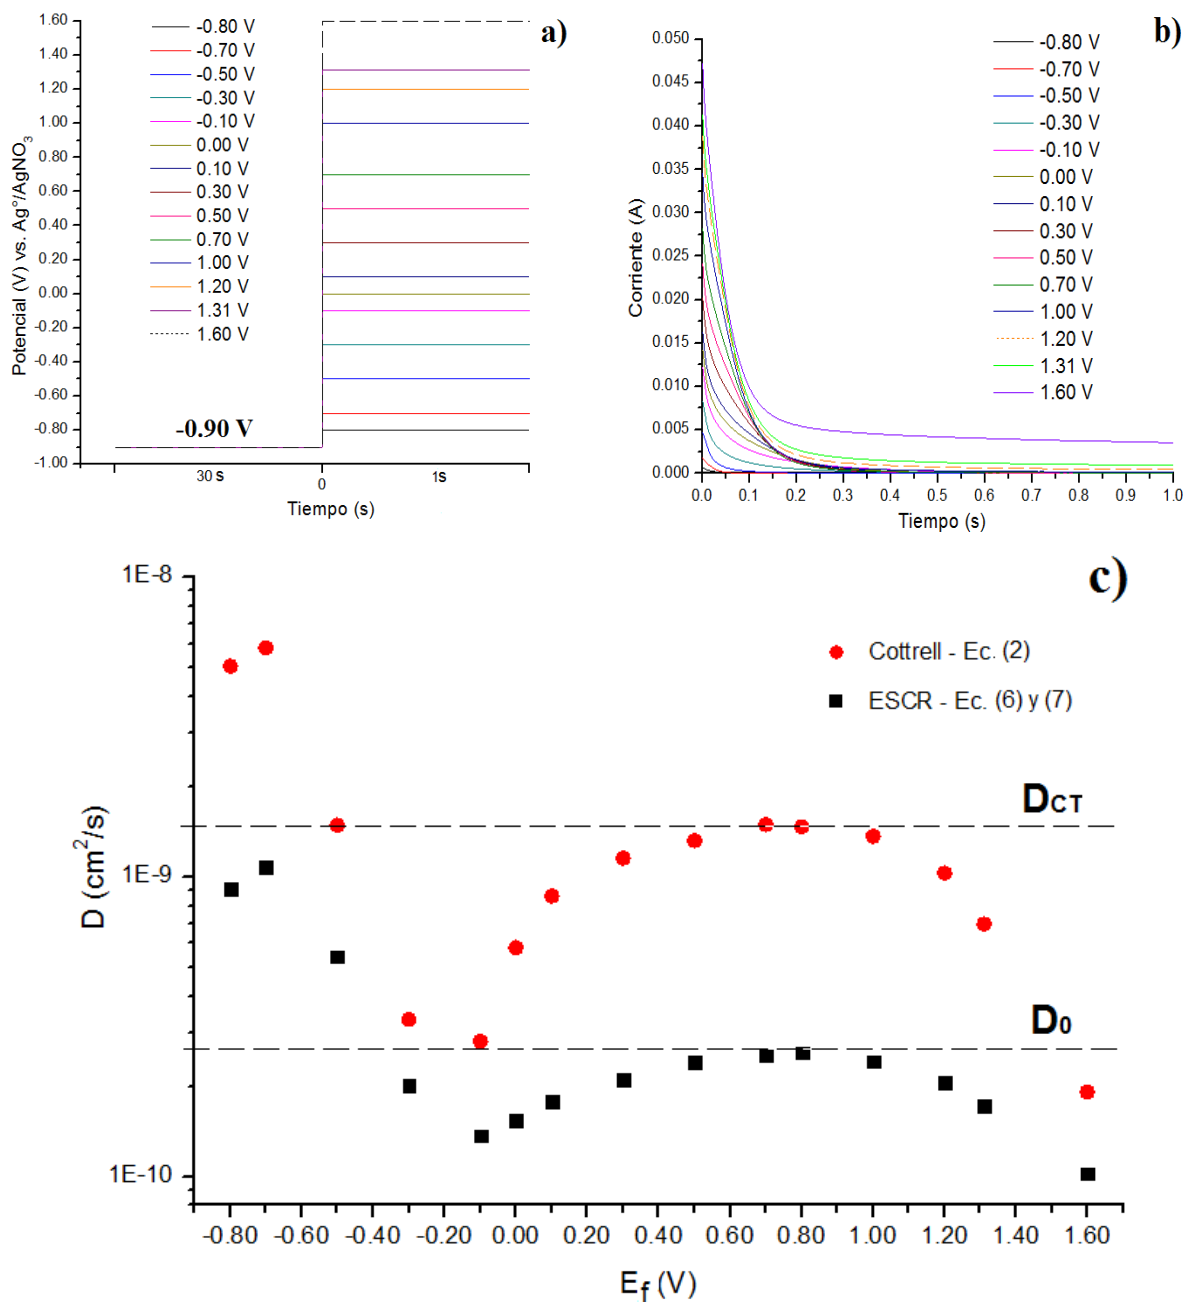 a)
1.60
1.40
1.20
1.00
0.80
0.60
0.40
0.20
0.00
-0.20
-0.40
-0.60
-0.80
-1.00
Potencial (V) vs. Ag°/AgNO3
-0.80 V
-0.70 V
-0.50 V
-0.30 V
-0.10 V
0.00 V
0.10 V
0.30 V
0.50 V
0.70 V
1.00 V
1.20 V
1.31 V
1.60 V
-0.90 V
30 s
0
1s
Tiempo (s)
b)
0.050
0.045
0.040
0.035
0.030
0.025
0.020
0.015
0.010
0.005
0.000
Corriente (A)
-0.80 V
-0.70 V
-0.50 V
-0.30 V
-0.10 V
0.00 V
0.10 V
0.30 V
0.50 V
0.70 V
1.00 V
1.20 V
1.31 V
1.60 V
0.0 0.1 0.2 0.3 0.4 0.5 0.6 0.7 0.8 0.9 1.0
Tiempo (s)
c)
1E-8
1E-9
1E-10
D (cm2/s)
Cottrell - Ec. (2)
ESCR - Ec. (6) y (7)
DCT
D0
-0.80 -0.60 -0.40 -0.20 0.00 0.20 0.40 0.60 0.80 1.00 1.20 1.40 1.60
Ef (V)